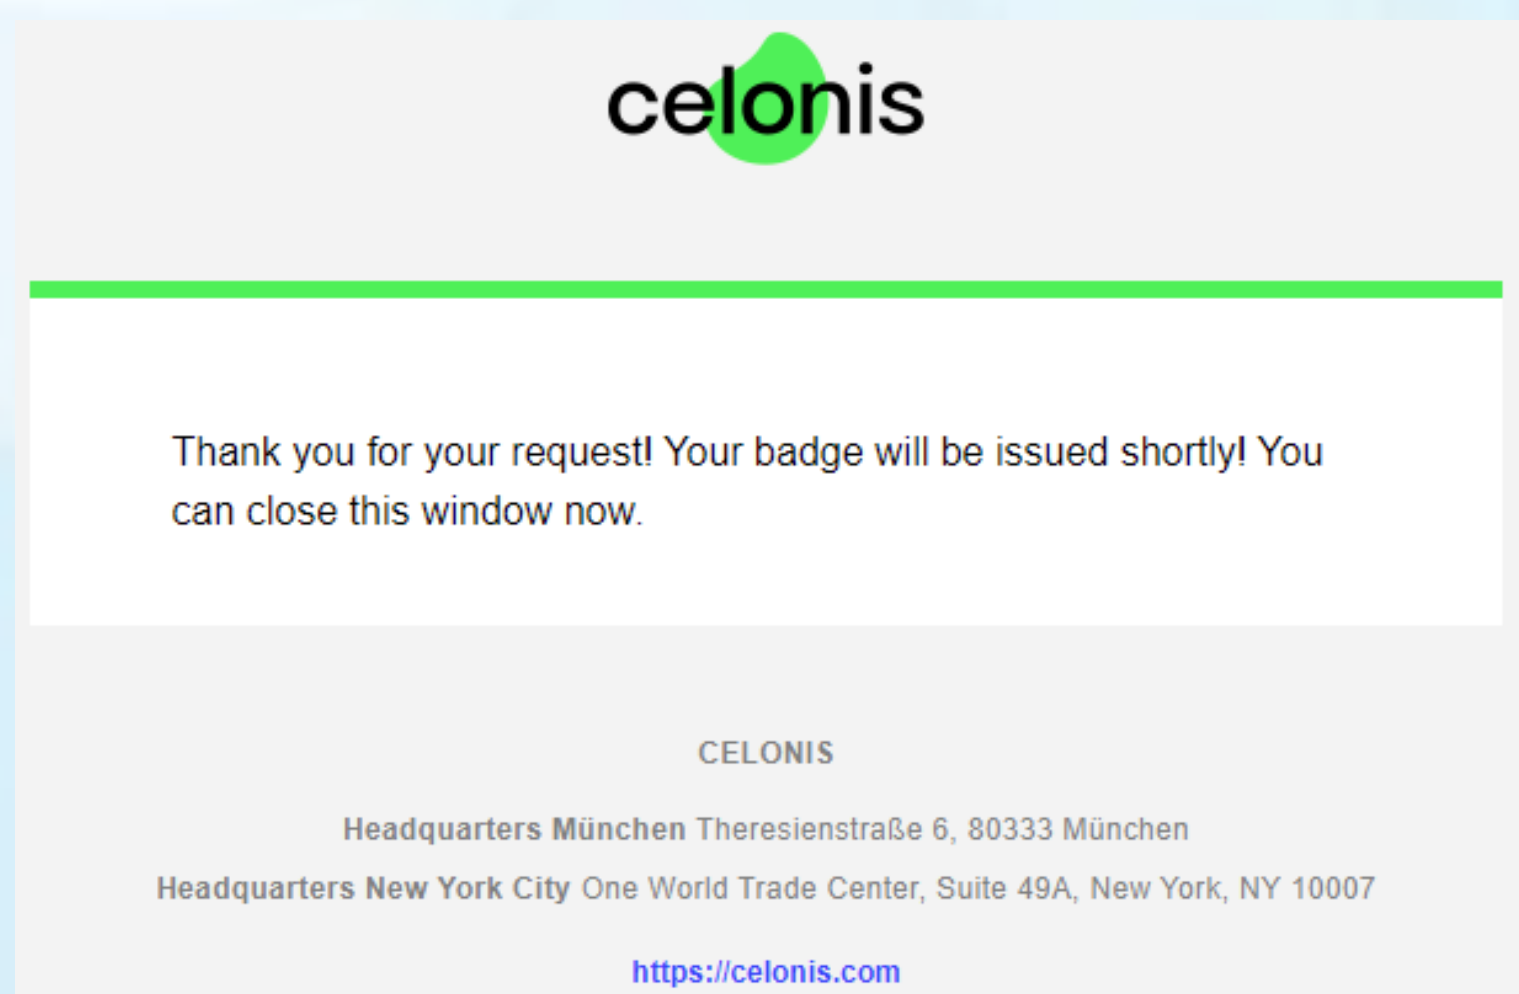 celonis
Thank you for your request! Your badge will be issued shortly! You
can close this window now.
CELONIS
Headquarters München Theresienstraße 6, 80333 München
Headquarters New York City One World Trade Center, Suite 49A, New York, NY 10007
https://celonis.com